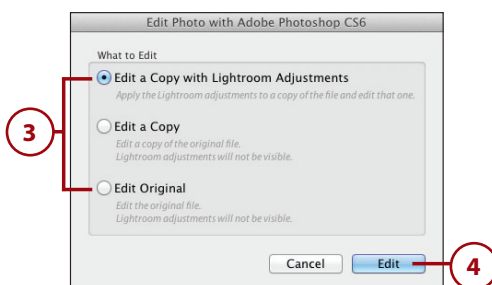 Edit Photo with Adobe Photoshop CS6
What to Edit
Edit a Copy with Lightroom Adjustments
Apply the Lightroom adjustments to a copy of the file and edit that one.
3
Edit a Copy
Edit a copy of the original file.
Lightroom adjustments will not be visible.
Edit Original
Edit the original file.
Lightroom adjustments will not be visible.
Cancel Edit 4